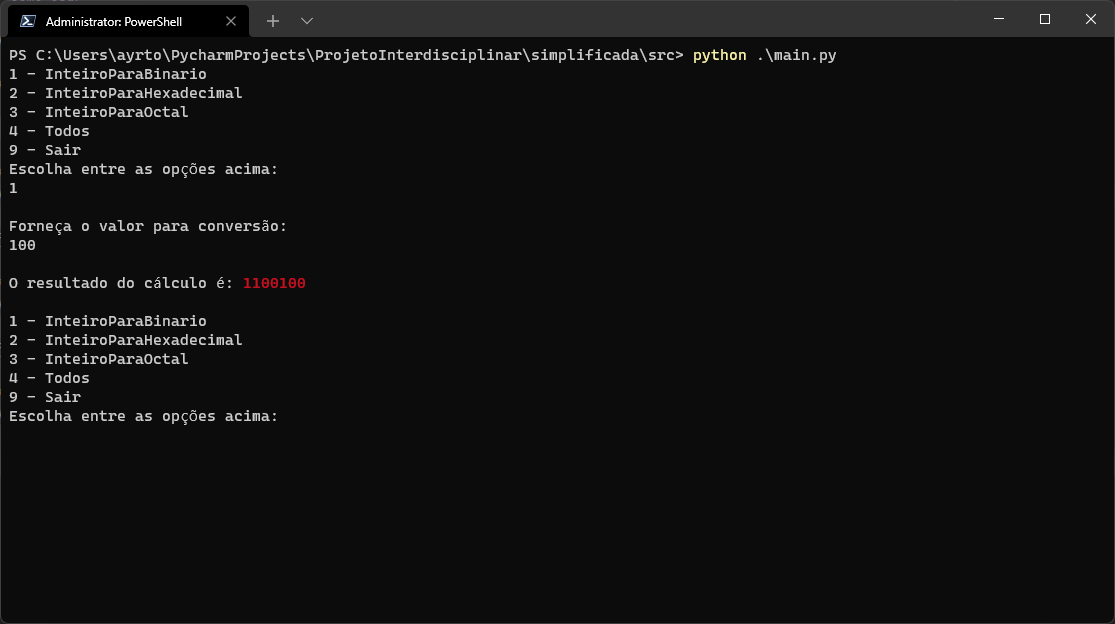 Administrator: PowerShell
PS C:\Users\ayrto\PycharmProjects\ProjetoInterdisciplinar\simplificada\src> python .\main.py
1 - InteiroParaBinario
2 - InteiroParaHexadecimal
3 - InteiroParaOctal
4 - Todos
9 - Sair
Escolha entre as opções acima:
1
Forneça o valor para conversão:
100
O resultado do cálculo é: 1100100
1 - InteiroParaBinario
2 - InteiroParaHexadecimal
3 - InteiroParaOctal
4 - Todos
9 - Sair
Escolha entre as opções acima: